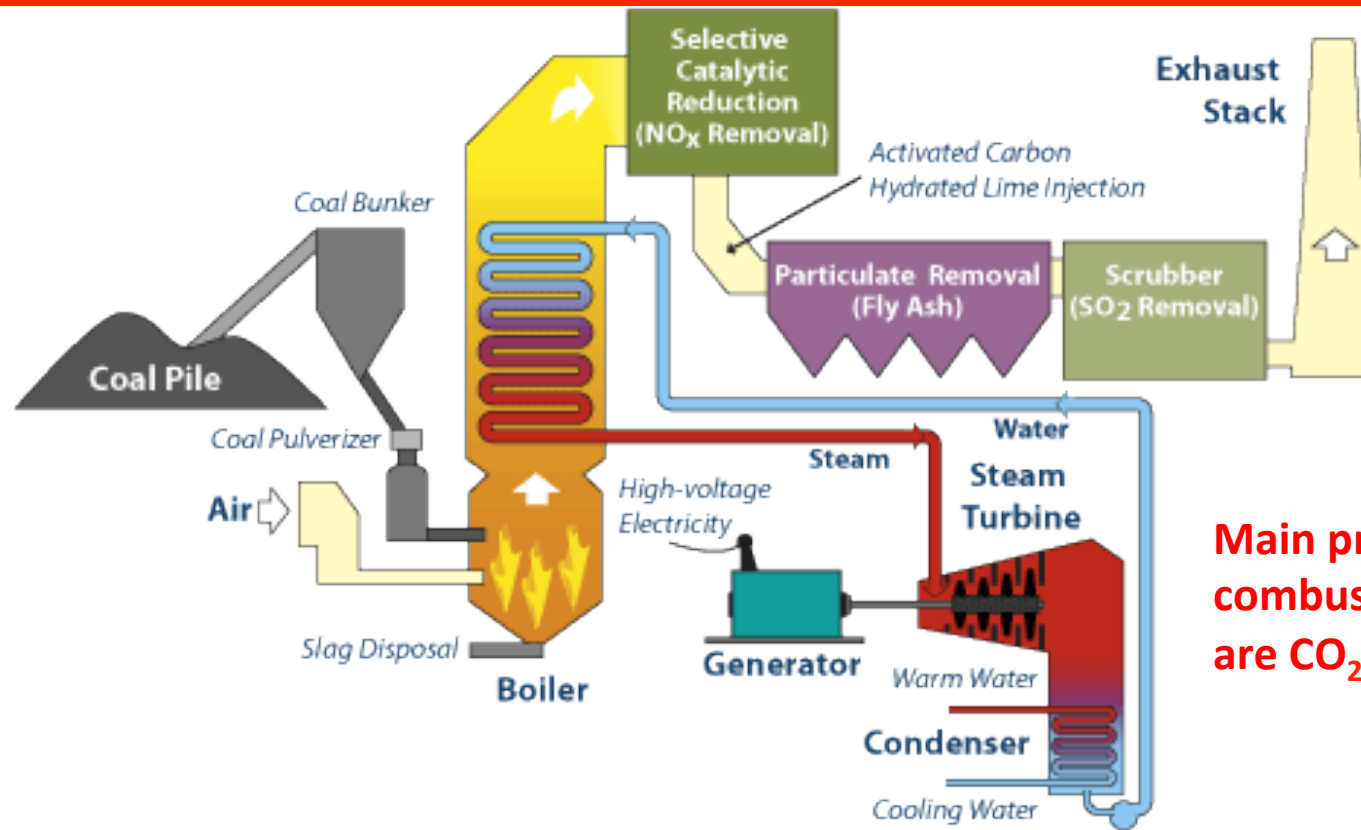 Selective
Catalytic
Reduction
(NOX Removal)
Exhaust
Stack
Activated Carbon
Hydrated Lime Injection
Coal Bunker
Particulate Removal
(Fly Ash)
Scrubber
(SO2 Removal)
Coal Pile
Coal Pulverizer
Water
Steam
Air
High-voltage
Electricity
Steam
Turbine
Main pr
combus
are CO2
Slag Disposal
Boiler
Generator
Warm Water
Condenser
Cooling Water